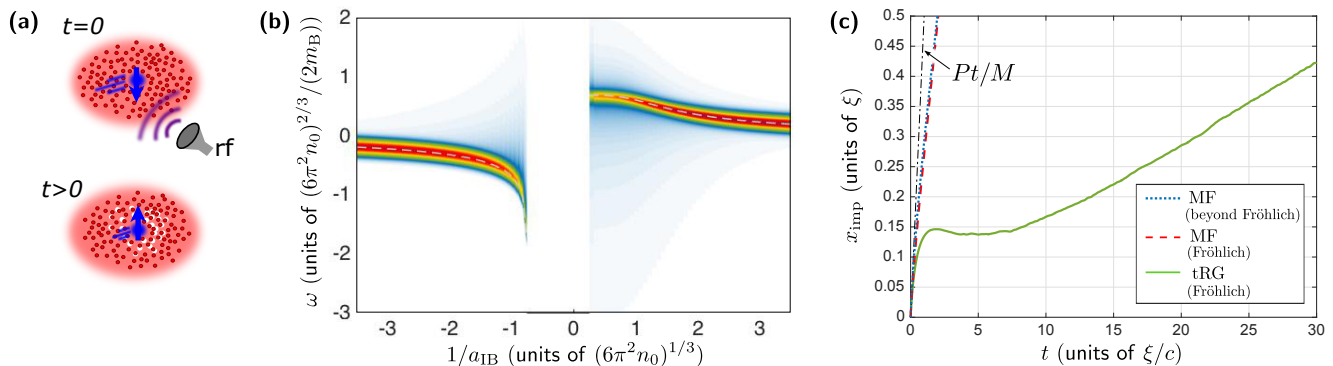 (a)
t=0
rf
t>0
(b)
ω (units of (6π²n₀)^{2/3}/(2m_B))
2
1
0
-1
-2
-3
-3 -2 -1 0 1 2 3
1/a_IB (units of (6π²n₀)^{1/3})
(c)
x_imp (units of ξ)
0.5
0.45
0.4
0.35
0.3
0.25
0.2
0.15
0.1
0.05
0
Pt/M
MF
(beyond Fröhlich)
MF
(Fröhlich)
tRG
(Fröhlich)
0 5 10 15 20 25 30
t (units of ξ/c)